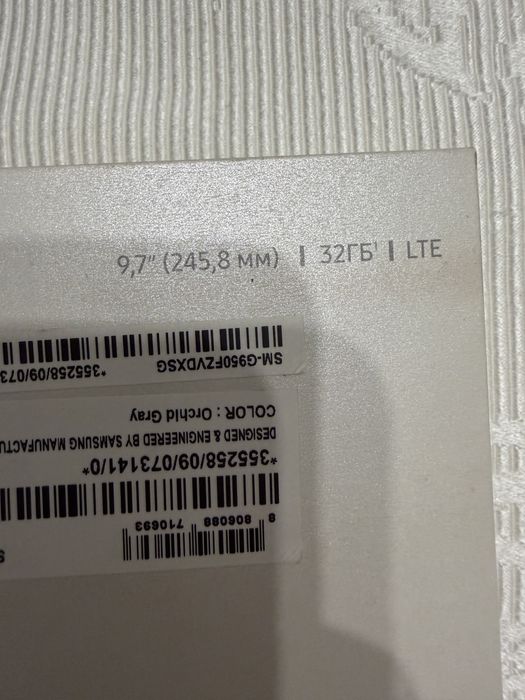 9,7" (245,8 мм) | 32ГБ¹ | LTE
8 806088 710693
*355258/09/073141/0*
DESIGNED & ENGINEERED BY SAMSUNG
COLOR : Orchid Gray
SM-G950FZVDXSG *355258/09/073